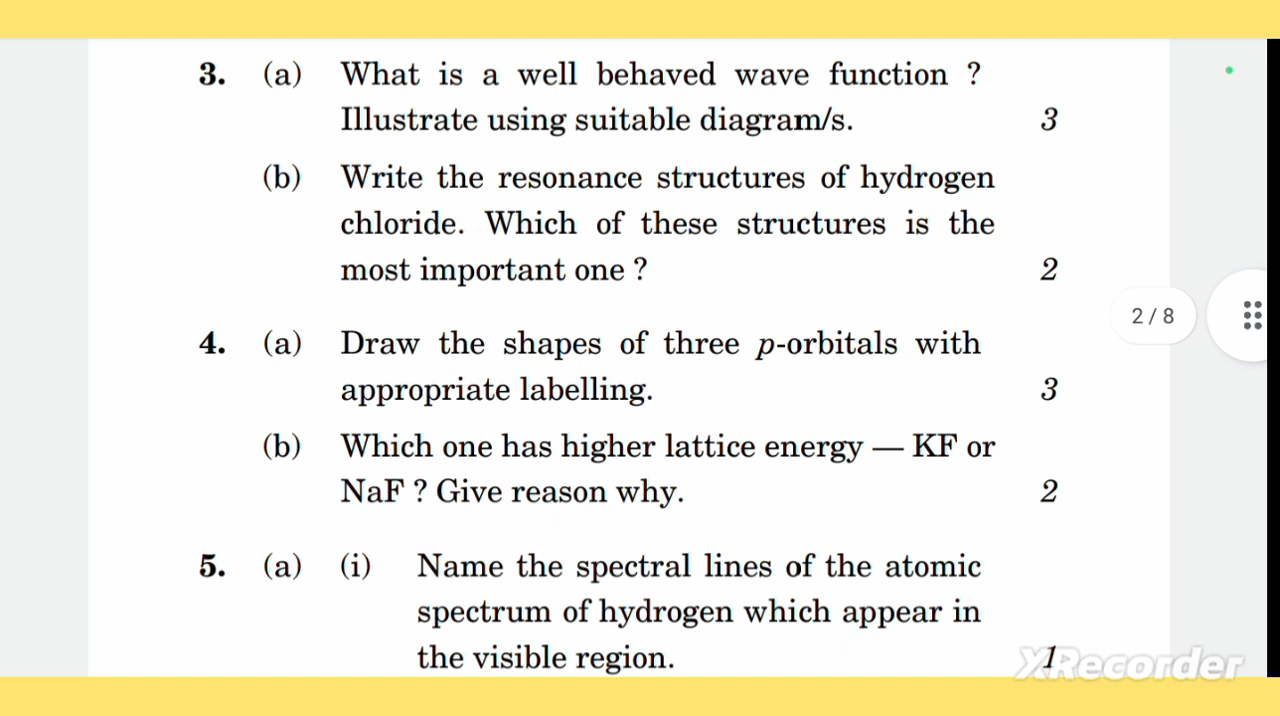 3. (a) What is a well behaved wave function ?
Illustrate using suitable diagram/s. 3
(b) Write the resonance structures of hydrogen
chloride. Which of these structures is the
most important one ? 2
2 / 8
4. (a) Draw the shapes of three p-orbitals with
appropriate labelling. 3
(b) Which one has higher lattice energy — KF or
NaF ? Give reason why. 2
5. (a) (i) Name the spectral lines of the atomic
spectrum of hydrogen which appear in
the visible region. 1
XRecorder